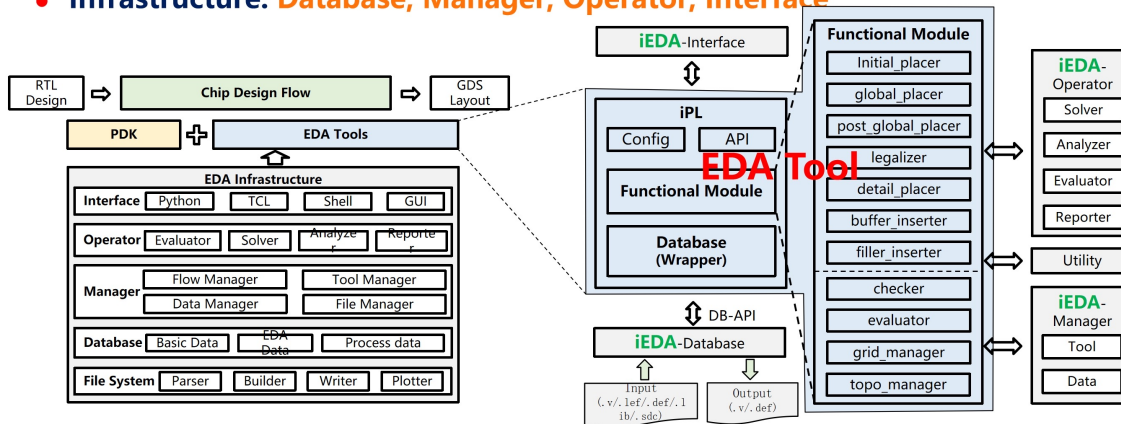 Infrastructure: Database, Manager, Operator, Interface
RTL
Design
Chip Design Flow
GDS
Layout
PDK
EDA Tools
EDA Infrastructure
Interface
Python
TCL
Shell
GUI
Operator
Evaluator
Solver
Analyze
r
Reporte
r
Manager
Flow Manager
Tool Manager
Data Manager
File Manager
Database
Basic Data
EDA
Data
Process data
File System
Parser
Builder
Writer
Plotter
iEDA-Interface
iPL
Config
API
EDA Tool
Functional Module
Database
(Wrapper)
DB-API
iEDA-Database
Input
(.v/.lef/.def/.l
ib/.sdc)
Output
(.v/.def)
Functional Module
Initial_placer
global_placer
post_global_placer
legalizer
detail_placer
buffer_inserter
filler_inserter
checker
evaluator
grid_manager
topo_manager
iEDA-
Operator
Solver
Analyzer
Evaluator
Reporter
Utility
iEDA-
Manager
Tool
Data